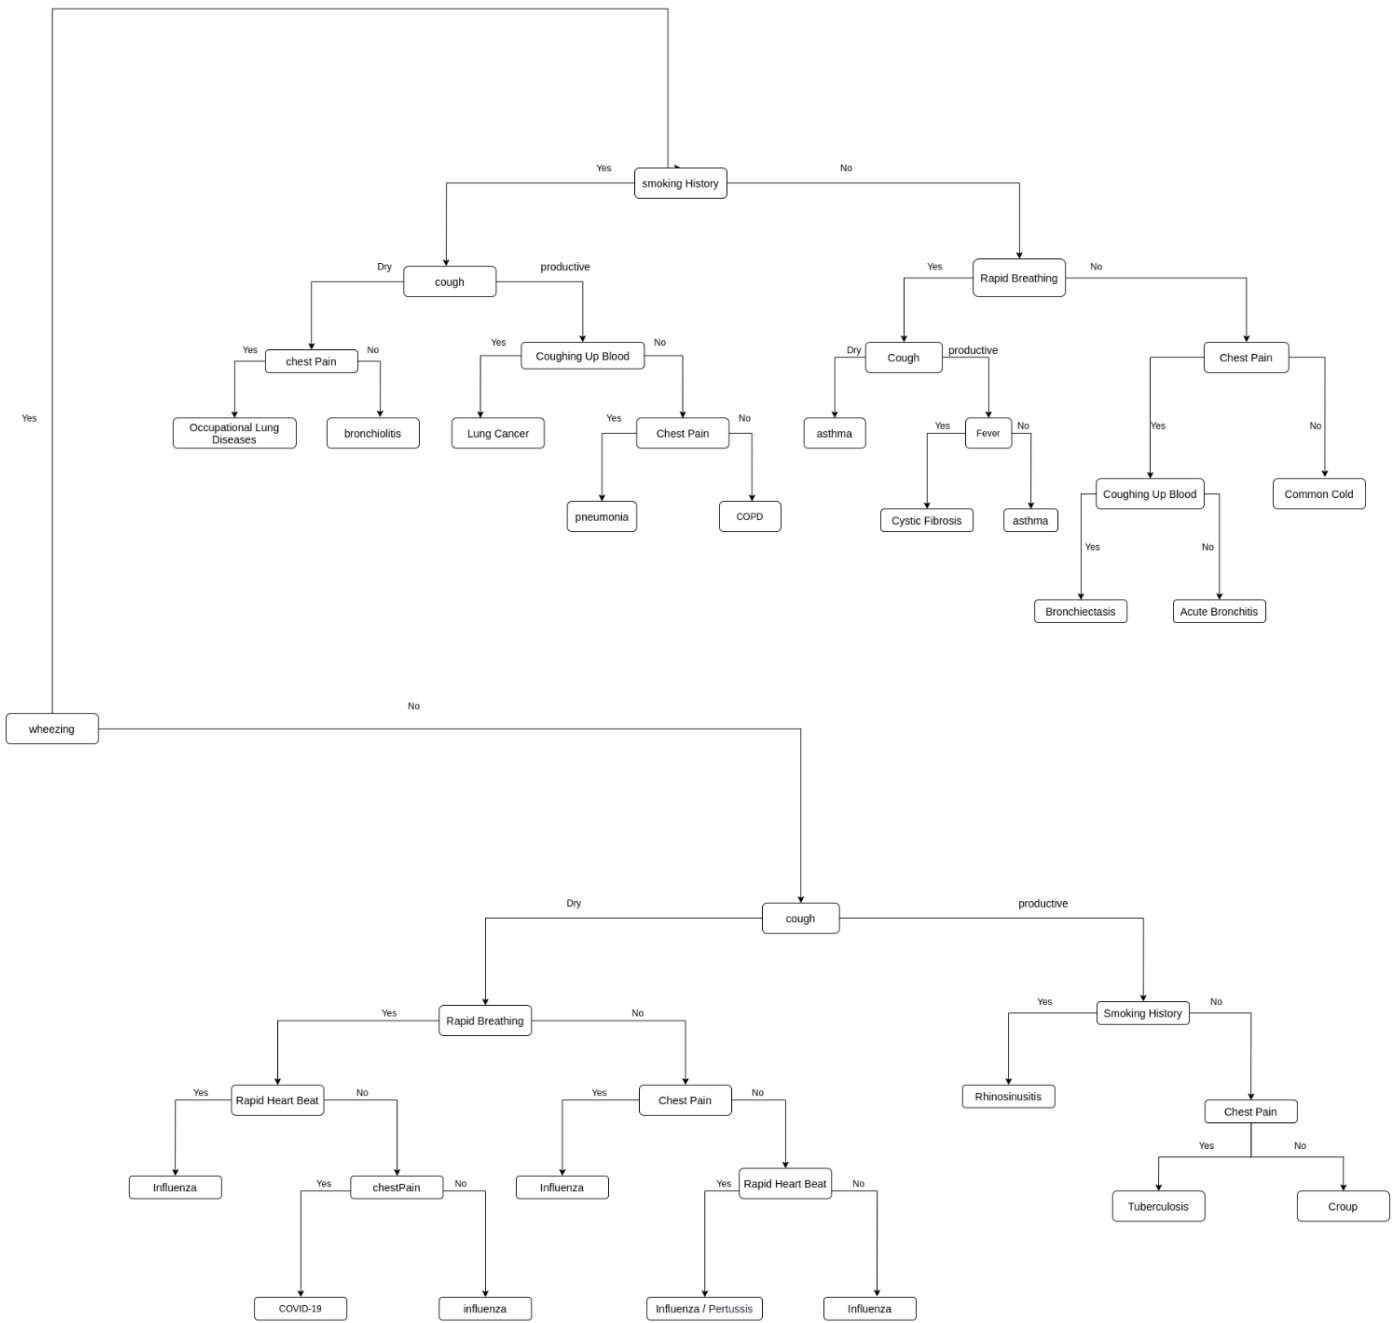 Yes
No
smoking History
Dry
productive
Yes
No
cough
Rapid Breathing
Yes
No
Yes
No
Dry
productive
chest Pain
Coughing Up Blood
Cough
Chest Pain
Yes
No
Yes
No
Yes
No
Yes
Occupational Lung
Diseases
bronchiolitis
Lung Cancer
Chest Pain
asthma
Fever
Yes
No
Coughing Up Blood
Common Cold
pneumonia
COPD
Cystic Fibrosis
asthma
Yes
No
Bronchiectasis
Acute Bronchitis
No
wheezing
Dry
productive
cough
Yes
No
Yes
No
Rapid Breathing
Smoking History
Yes
No
Yes
No
Rapid Heart Beat
Chest Pain
Rhinosinusitis
Chest Pain
Yes
No
Influenza
chestPain
Influenza
Rapid Heart Beat
Yes
No
Yes
No
Tuberculosis
Croup
COVID-19
influenza
Influenza / Pertussis
Influenza